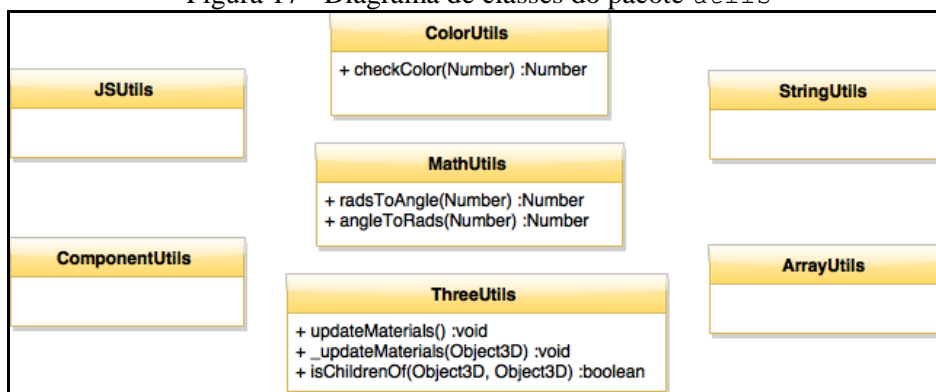 Figura 17 - Diagrama de classes do pacote utils
ColorUtils
+ checkColor(Number) :Number
JSUtils
StringUtils
MathUtils
+ radsToAngle(Number) :Number
+ angleToRads(Number) :Number
ComponentUtils
ArrayUtils
ThreeUtils
+ updateMaterials() :void
+ _updateMaterials(Object3D) :void
+ isChildrenOf(Object3D, Object3D) :boolean